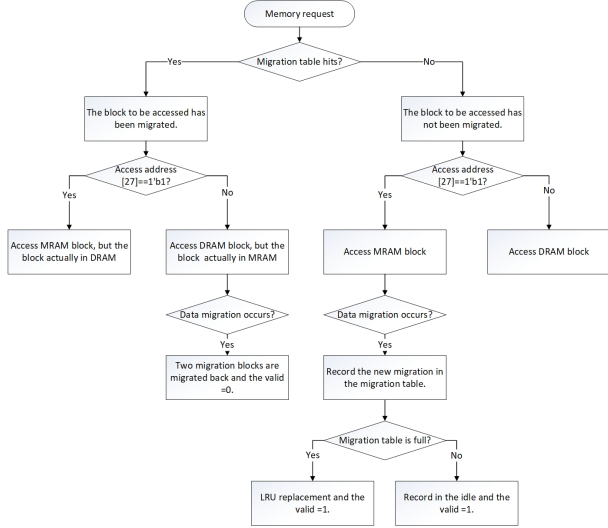 Memory request
Migration table hits?
Yes
No
The block to be accessed has
been migrated.
The block to be accessed has
not been migrated.
Access address
[27]==1'b1?
Access address
[27]==1'b1?
Yes
No
Yes
No
Access MRAM block, but the
block actually in DRAM
Access DRAM block, but the
block actually in MRAM
Access MRAM block
Access DRAM block
Data migration occurs?
Data migration occurs?
Yes
Yes
Two migration blocks are
migrated back and the valid
=0.
Record the new migration in
the migration table.
Migration table is full?
Yes
No
LRU replacement and the
valid =1.
Record in the idle and the
valid =1.